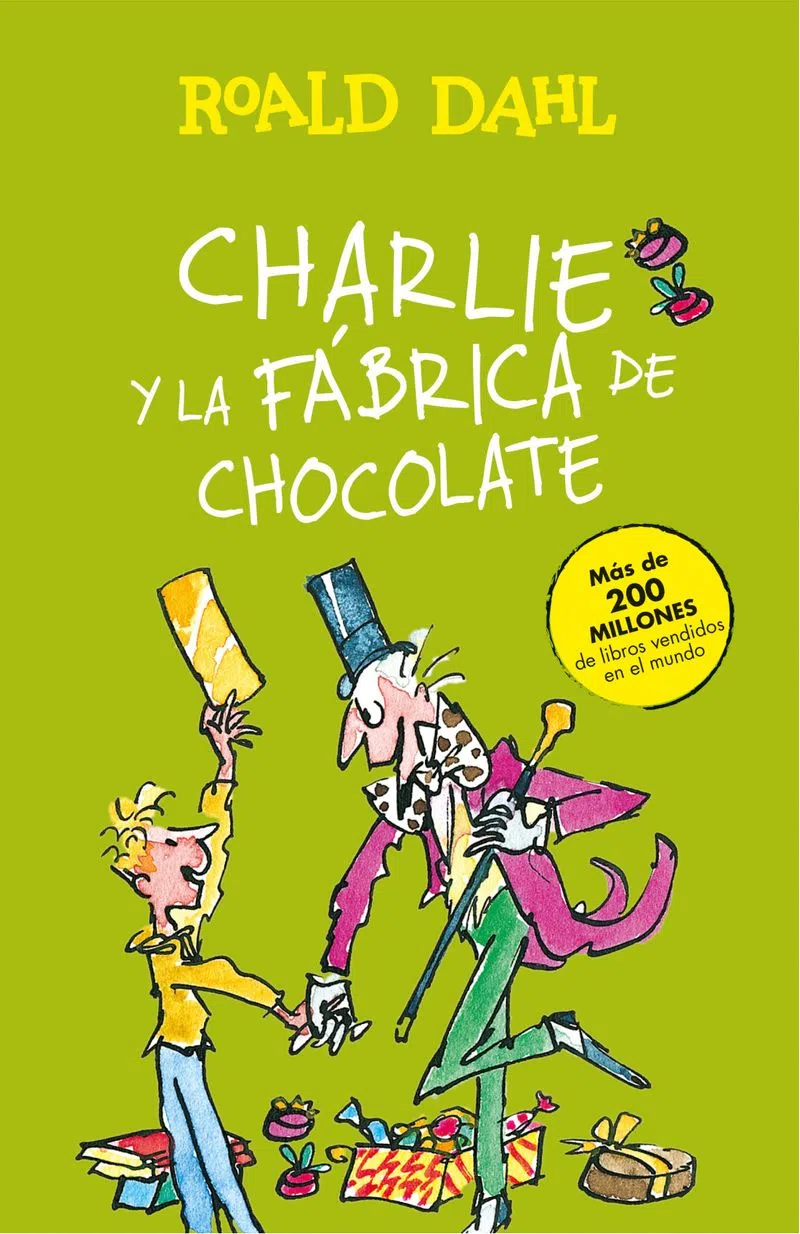 ROALD DAHL
CHARLIE
Y LA FÁBRICA DE
CHOCOLATE
Más de
200
MILLONES
de libros vendidos
en el mundo